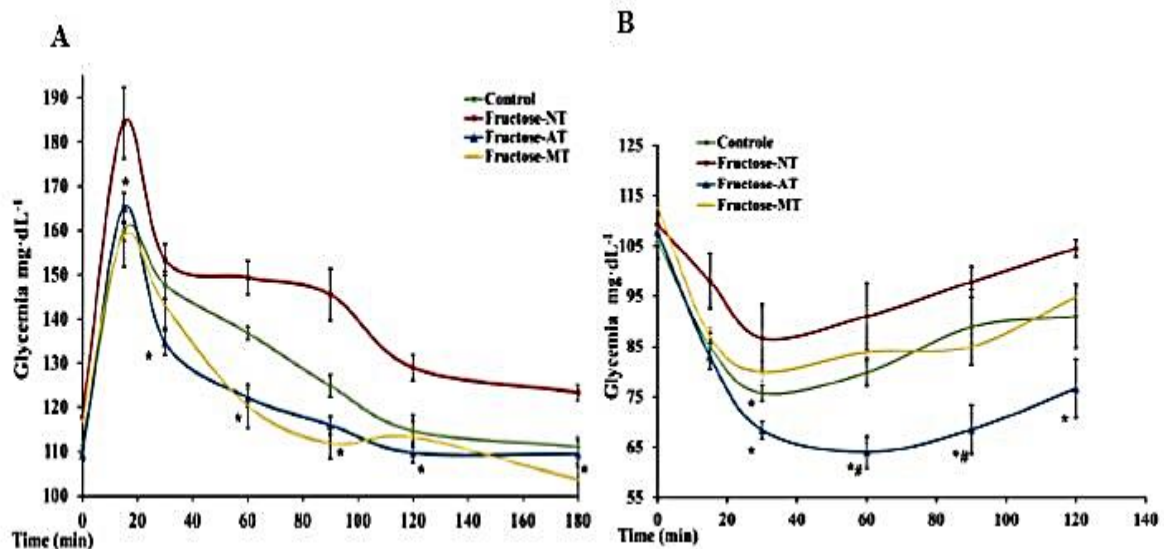 A
Glycemia mg·dL-1
190
180
170
160
150
140
130
120
110
100
Control
Fructose-NT
Fructose-AT
Fructose-MT
*
*
*
*
*
*
0 20 40 60 80 100 120 140 160 180
Time (min)
B
Glycemia mg·dL-1
125
115
105
95
85
75
65
55
Controle
Fructose-NT
Fructose-AT
Fructose-MT
*
*
*#
*#
*
0 20 40 60 80 100 120 140
Time (min)